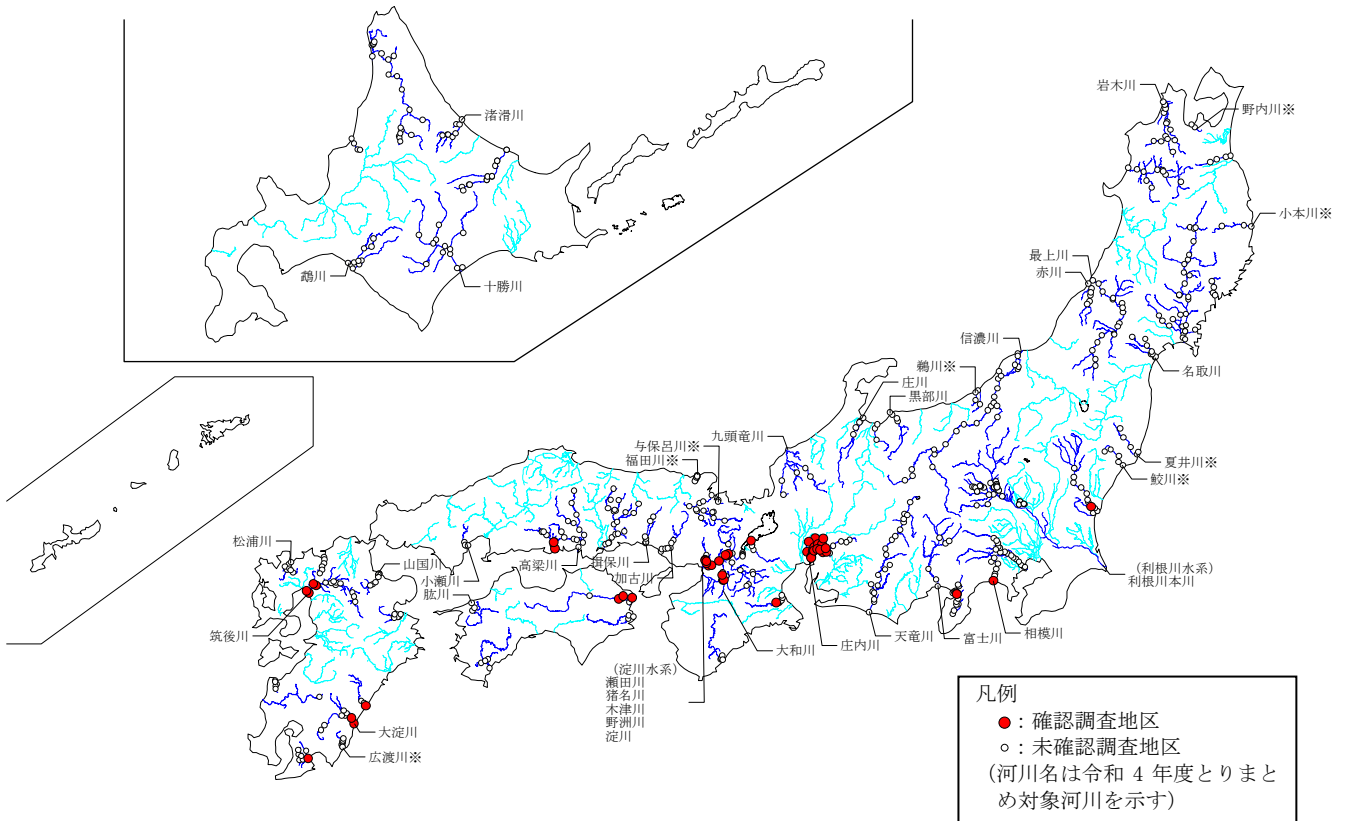 渚滑川
鵡川
十勝川
岩木川
野内川※
小本川※
最上川
赤川
信濃川
鵜川※
庄川
黒部川
名取川
九頭竜川
与保呂川※
福田川※
夏井川※
鮫川※
松浦川
山国川
小瀬川
肱川
高梁川
揖保川
加古川
(利根川水系)
利根川本川
筑後川
大和川
庄内川
天竜川
富士川
相模川
(淀川水系)
瀬田川
猪名川
木津川
野洲川
淀川
大淀川
広渡川※
凡例
●：確認調査地区
○：未確認調査地区
(河川名は令和 4 年度とりまと
め対象河川を示す)